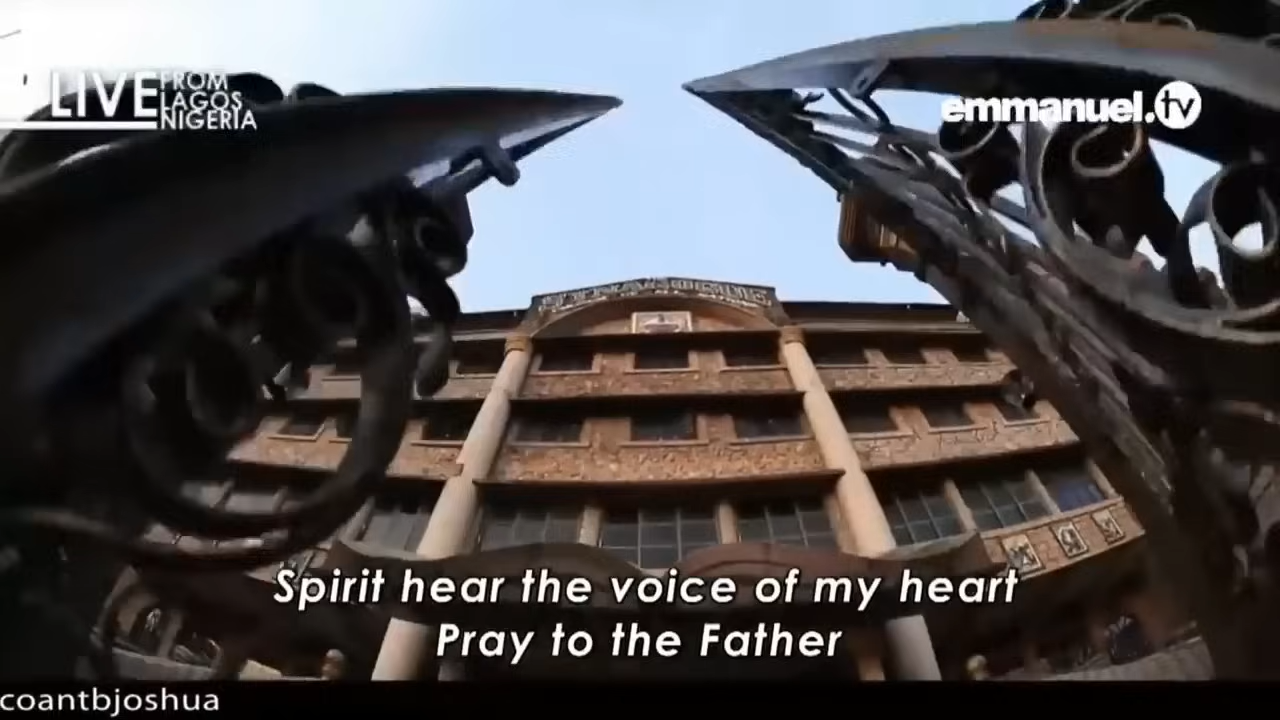 LIVE FROM
LAGOS
NIGERIA
emmanuel.tv
Spirit hear the voice of my heart
Pray to the Father
coantbjoshua